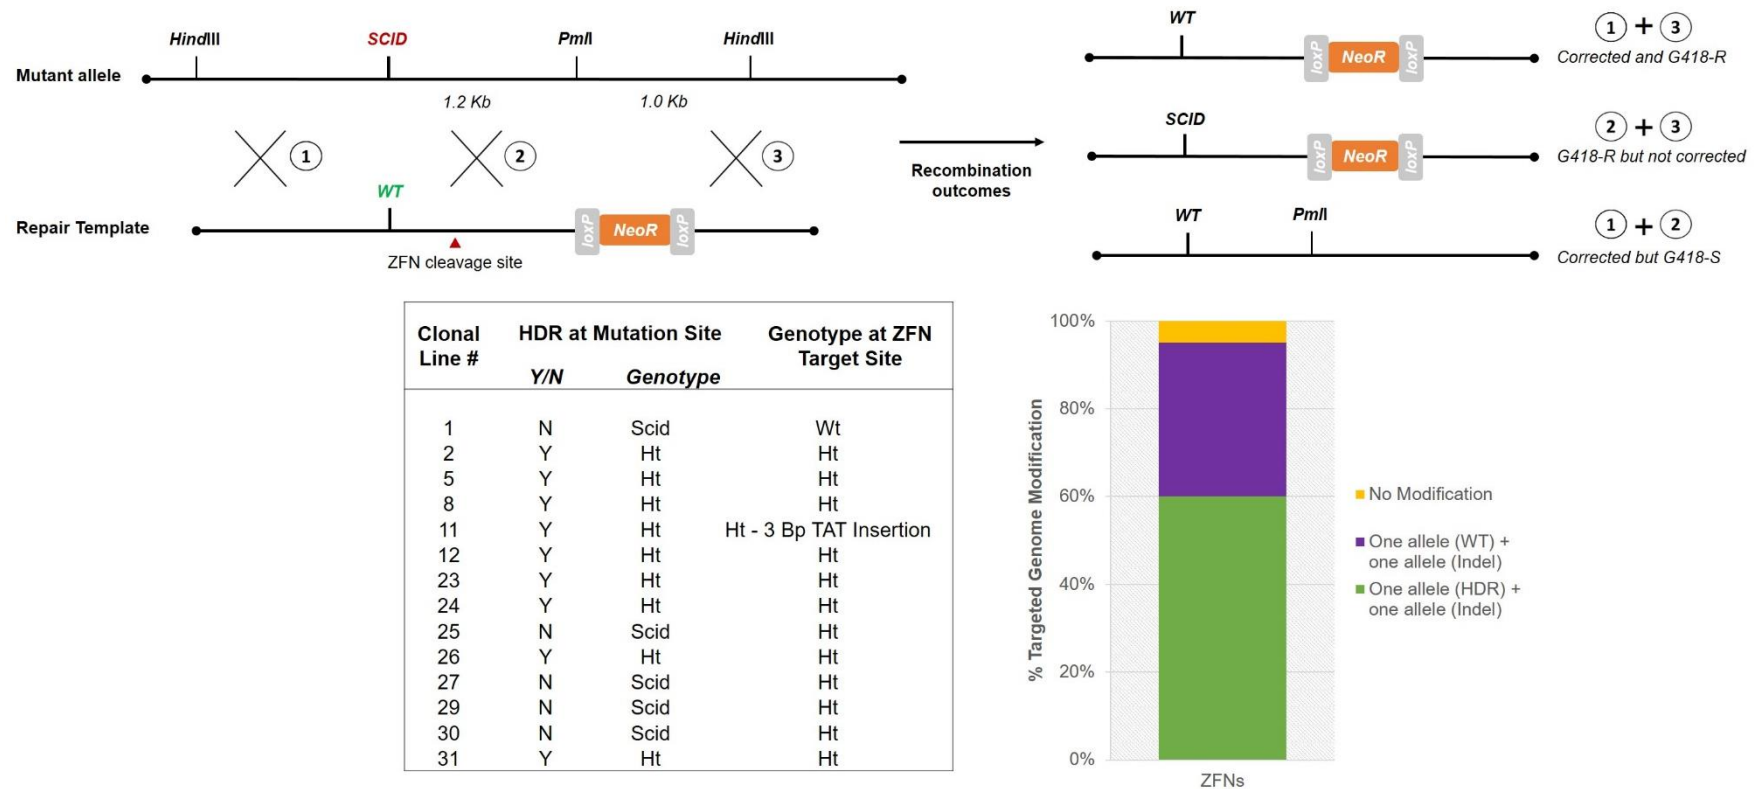 HindIII SCID PmlI HindIII
Mutant allele
1.2 Kb 1.0 Kb
1 2 3
WT
Repair Template loxP NeoR loxP
ZFN cleavage site
Recombination
outcomes
WT
loxP NeoR loxP
1 + 3
Corrected and G418-R
SCID
loxP NeoR loxP
2 + 3
G418-R but not corrected
WT PmlI
1 + 2
Corrected but G418-S
Clonal HDR at Mutation Site Genotype at ZFN
Line # Target Site
Y/N Genotype
1 N Scid Wt
2 Y Ht Ht
5 Y Ht Ht
8 Y Ht Ht
11 Y Ht Ht - 3 Bp TAT Insertion
12 Y Ht Ht
23 Y Ht Ht
24 Y Ht Ht
25 N Scid Ht
26 Y Ht Ht
27 N Scid Ht
29 N Scid Ht
30 N Scid Ht
31 Y Ht Ht
% Targeted Genome Modification
100%
80%
60%
40%
20%
0%
ZFNs
No Modification
One allele (WT) +
one allele (Indel)
One allele (HDR) +
one allele (Indel)